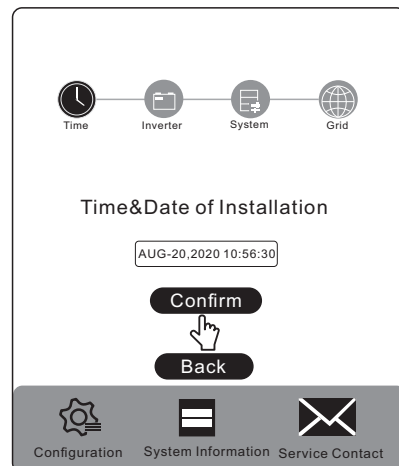 Time Inverter System Grid
Time&Date of Installation
AUG-20,2020 10:56:30
Confirm
Back
Configuration System Information Service Contact